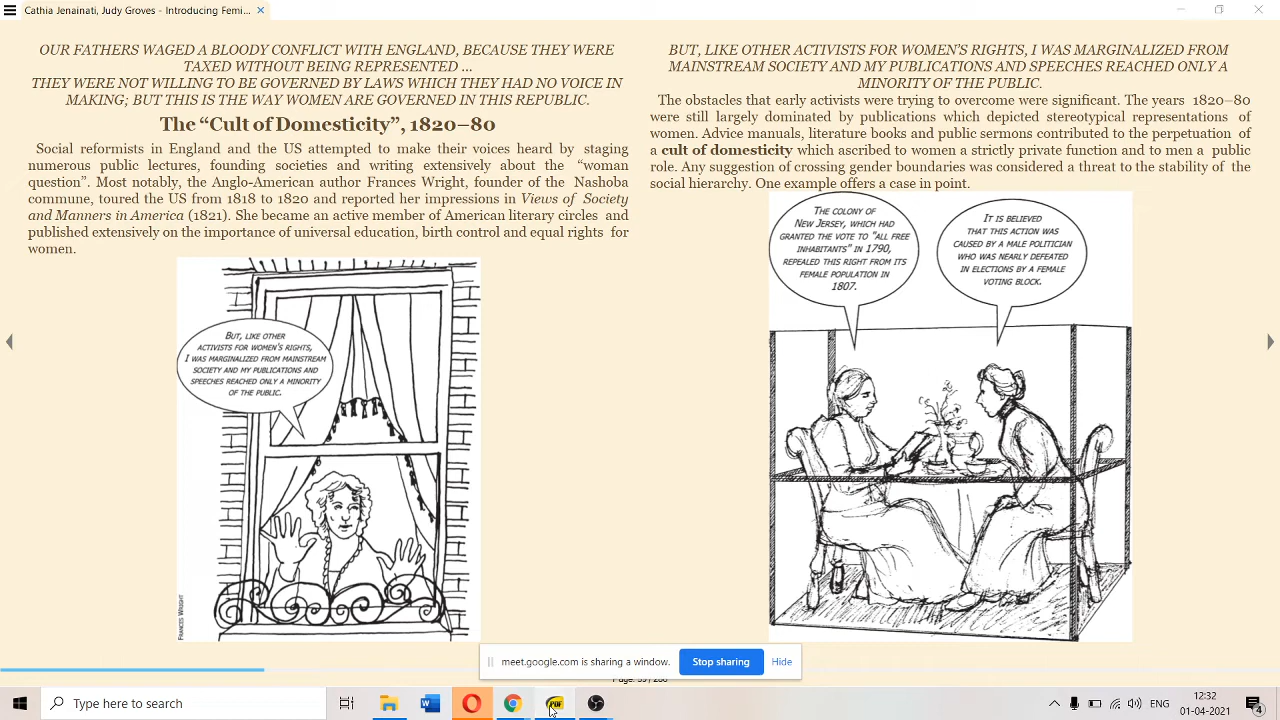 Cathia Jenainati, Judy Groves - Introducing Femi...
OUR FATHERS WAGED A BLOODY CONFLICT WITH ENGLAND, BECAUSE THEY WERE
TAXED WITHOUT BEING REPRESENTED ...
THEY WERE NOT WILLING TO BE GOVERNED BY LAWS WHICH THEY HAD NO VOICE IN
MAKING; BUT THIS IS THE WAY WOMEN ARE GOVERNED IN THIS REPUBLIC.
The “Cult of Domesticity”, 1820–80
Social reformists in England and the US attempted to make their voices heard by staging
numerous public lectures, founding societies and writing extensively about the “woman
question”. Most notably, the Anglo-American author Frances Wright, founder of the Nashoba
commune, toured the US from 1818 to 1820 and reported her impressions in Views of Society
and Manners in America (1821). She became an active member of American literary circles and
published extensively on the importance of universal education, birth control and equal rights for
women.
BUT, LIKE OTHER
ACTIVISTS FOR WOMEN'S RIGHTS,
I WAS MARGINALIZED FROM MAINSTREAM
SOCIETY AND MY PUBLICATIONS AND
SPEECHES REACHED ONLY A MINORITY
OF THE PUBLIC.
FRANCES WRIGHT
BUT, LIKE OTHER ACTIVISTS FOR WOMEN'S RIGHTS, I WAS MARGINALIZED FROM
MAINSTREAM SOCIETY AND MY PUBLICATIONS AND SPEECHES REACHED ONLY A
MINORITY OF THE PUBLIC.
The obstacles that early activists were trying to overcome were significant. The years 1820–80
were still largely dominated by publications which depicted stereotypical representations of
women. Advice manuals, literature books and public sermons contributed to the perpetuation of
a cult of domesticity which ascribed to women a strictly private function and to men a public
role. Any suggestion of crossing gender boundaries was considered a threat to the stability of the
social hierarchy. One example offers a case in point.
THE COLONY OF
NEW JERSEY, WHICH HAD
GRANTED THE VOTE TO "ALL FREE
INHABITANTS" IN 1790,
REPEALED THIS RIGHT FROM ITS
FEMALE POPULATION IN
1807.
IT IS BELIEVED
THAT THIS ACTION WAS
CAUSED BY A MALE POLITICIAN
WHO WAS NEARLY DEFEATED
IN ELECTIONS BY A FEMALE
VOTING BLOCK.
meet.google.com is sharing a window.
Stop sharing
Hide
Type here to search
ENG
12:32
01-04-2021
4